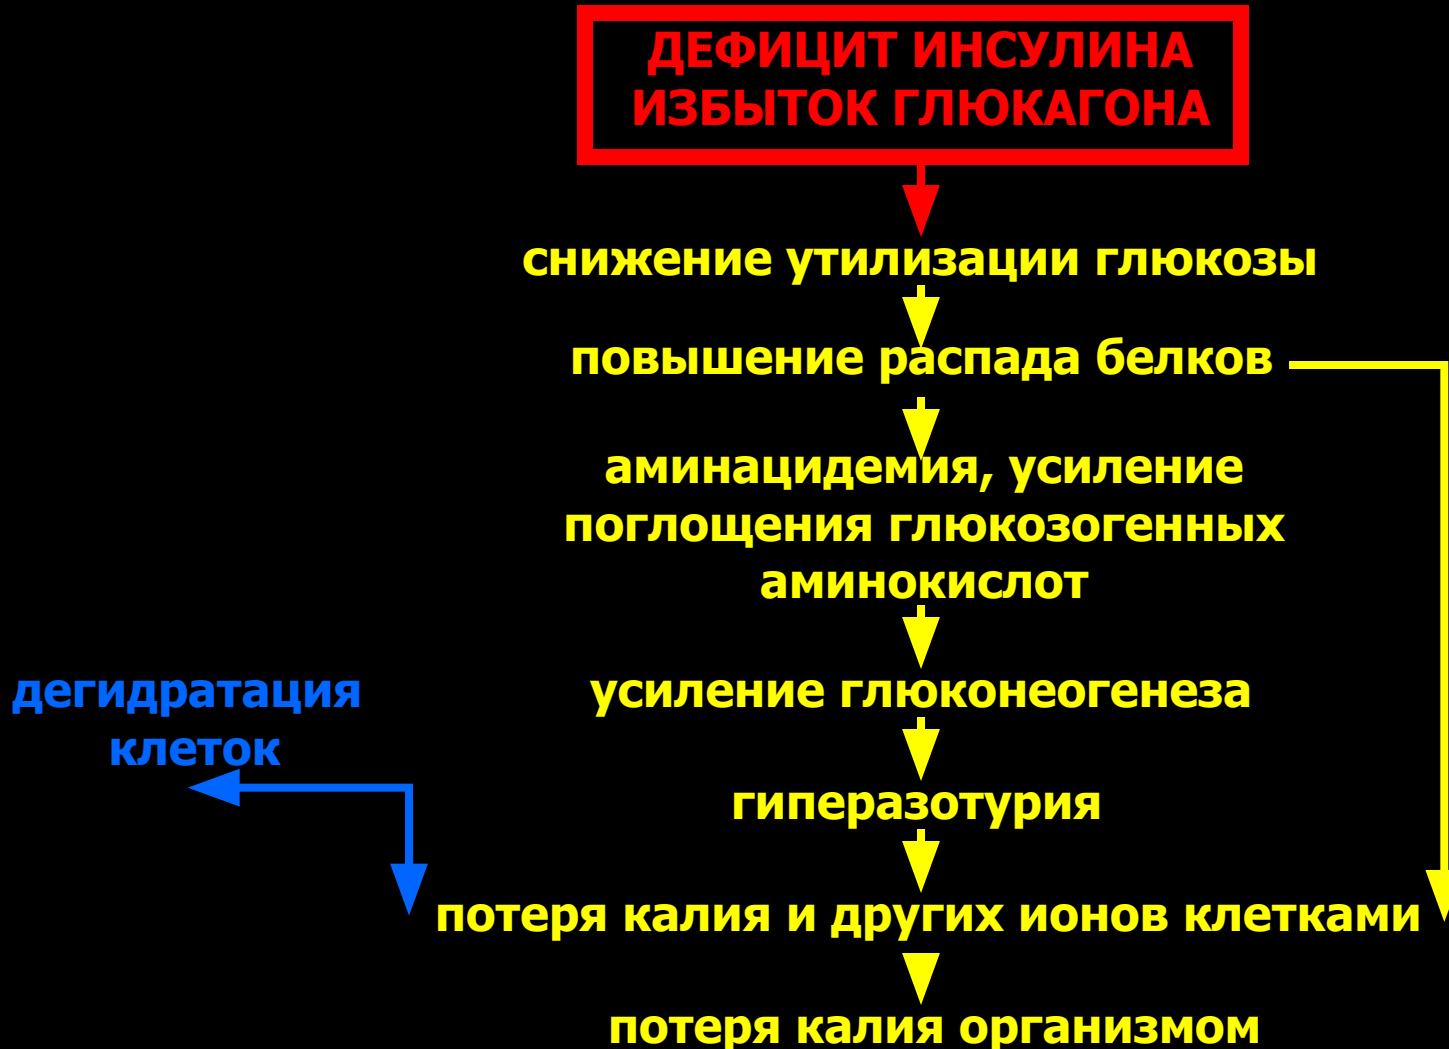 ДЕФИЦИТ ИНСУЛИНА
ИЗБЫТОК ГЛЮКАГОНА
снижение утилизации глюкозы
повышение распада белков
аминацидемия, усиление
поглощения глюкозогенных
аминокислот
усиление глюконеогенеза
дегидратация
клеток
гиперазотурия
потеря калия и других ионов клетками
потеря калия организмом